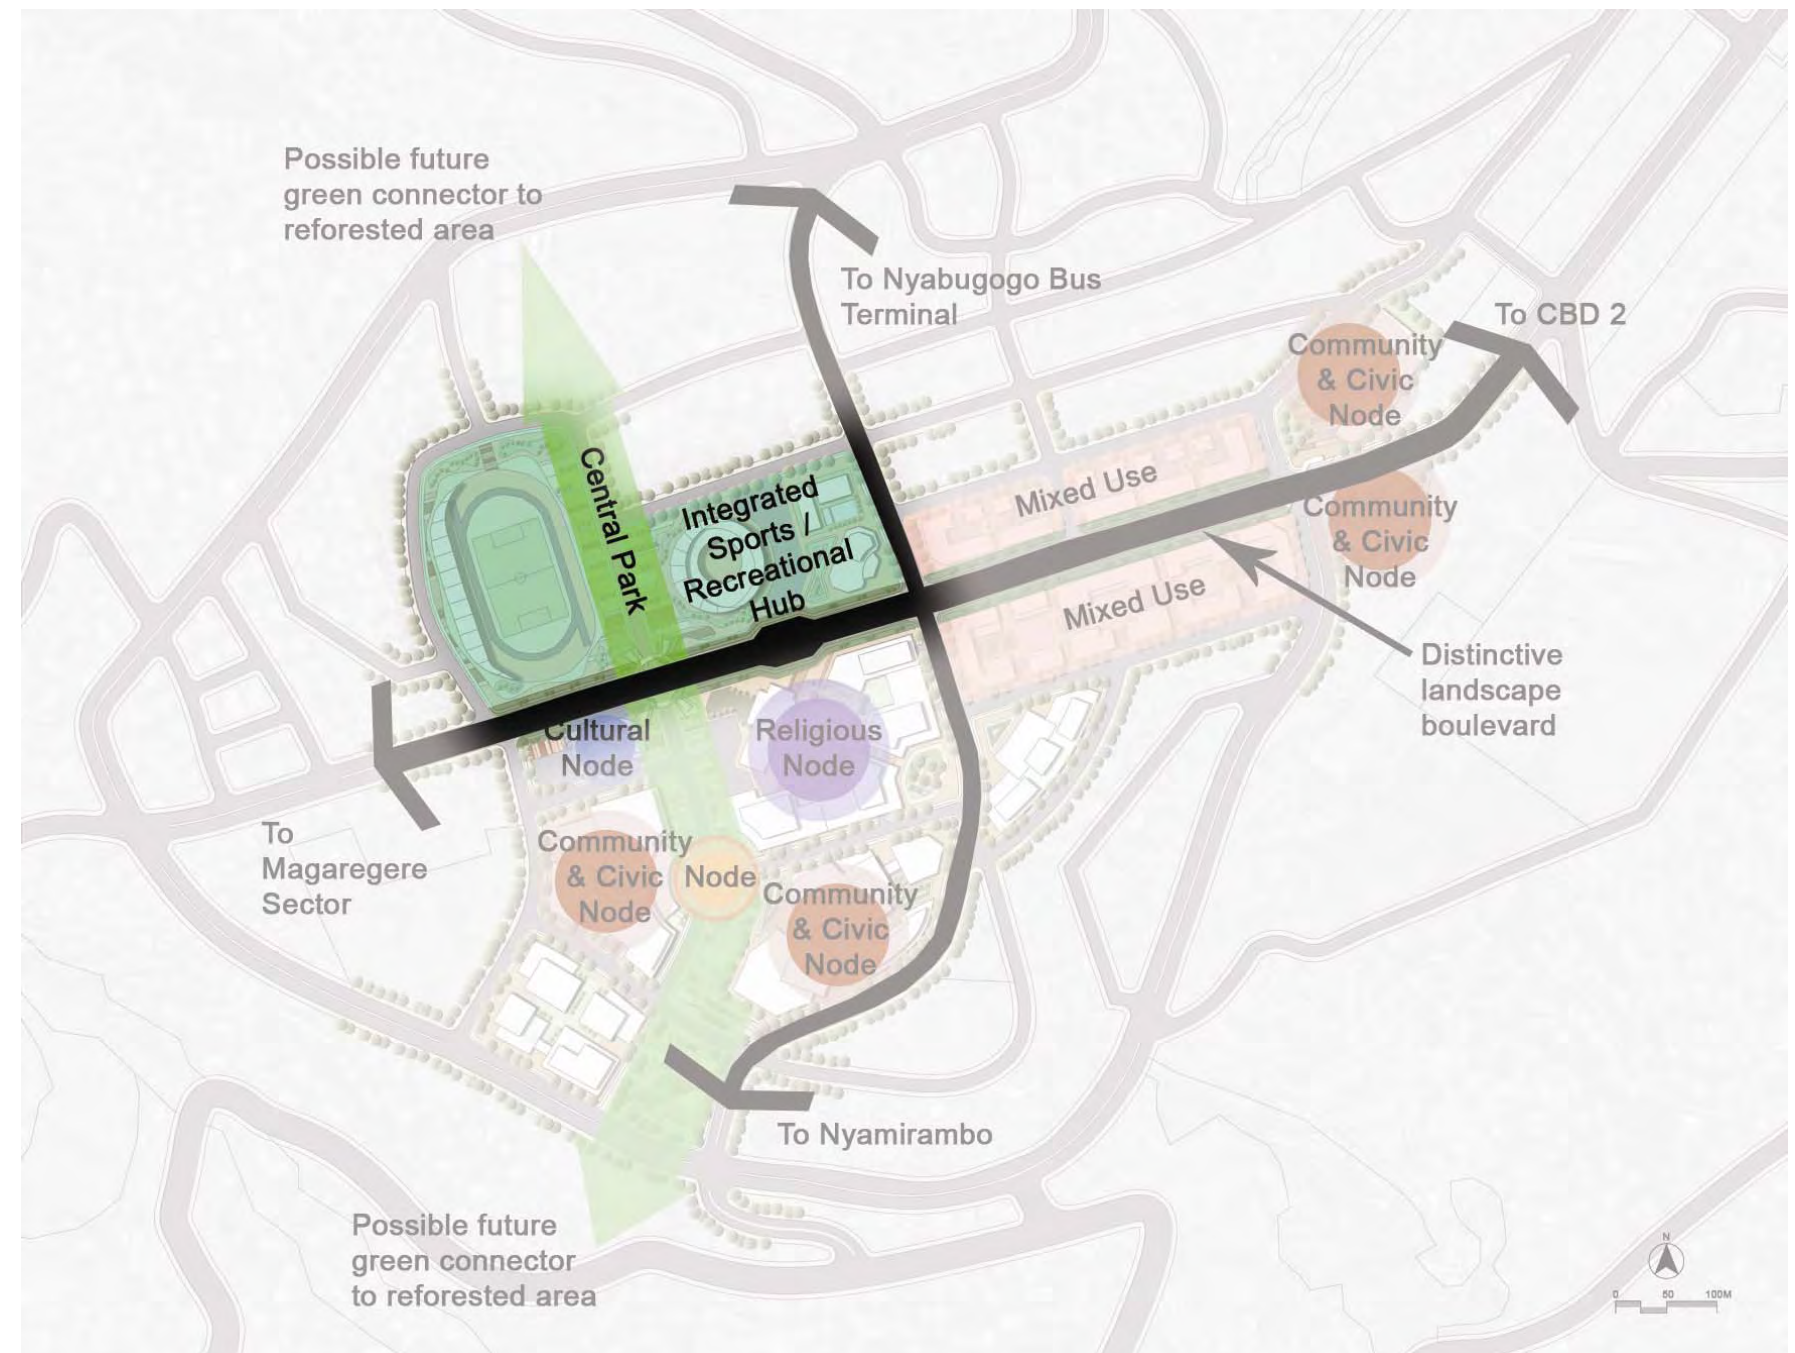 Possible future
green connector to
reforested area
To Nyabugogo Bus
Terminal
To CBD 2
Community
& Civic
Node
Central Park
Integrated
Sports /
Recreational
Hub
Mixed Use
Community
& Civic
Node
Mixed Use
Distinctive
landscape
boulevard
Cultural
Node
Religious
Node
To
Magaregere
Sector
Community
& Civic
Node
Node
Community
& Civic
Node
To Nyamirambo
Possible future
green connector
to reforested area
N
0 50 100M